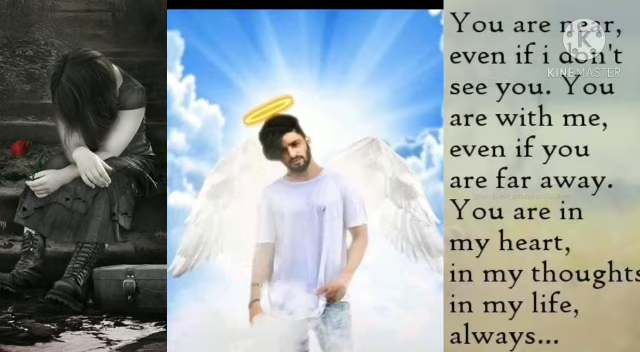 You are near,
even if i don't
see you. You
are with me,
even if you
are far away.
You are in
my heart,
in my thoughts
in my life,
always...
KINEMASTER